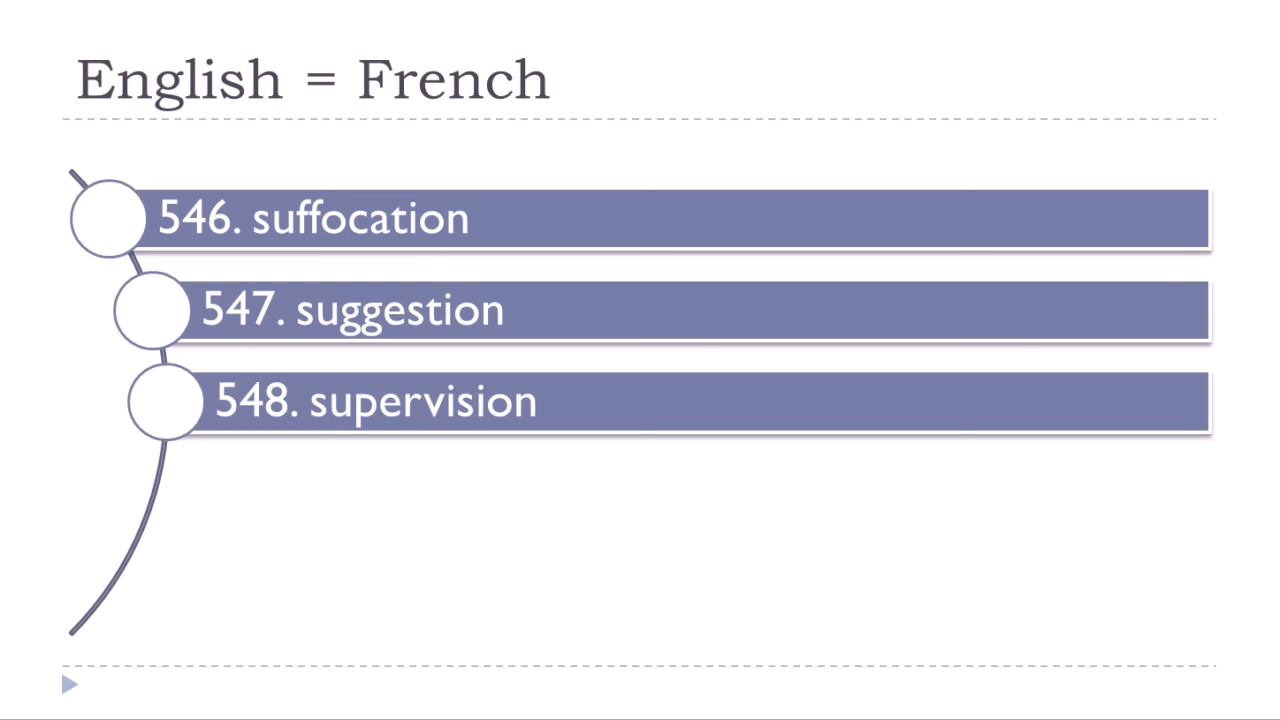 English = French
546. suffocation
547. suggestion
548. supervision